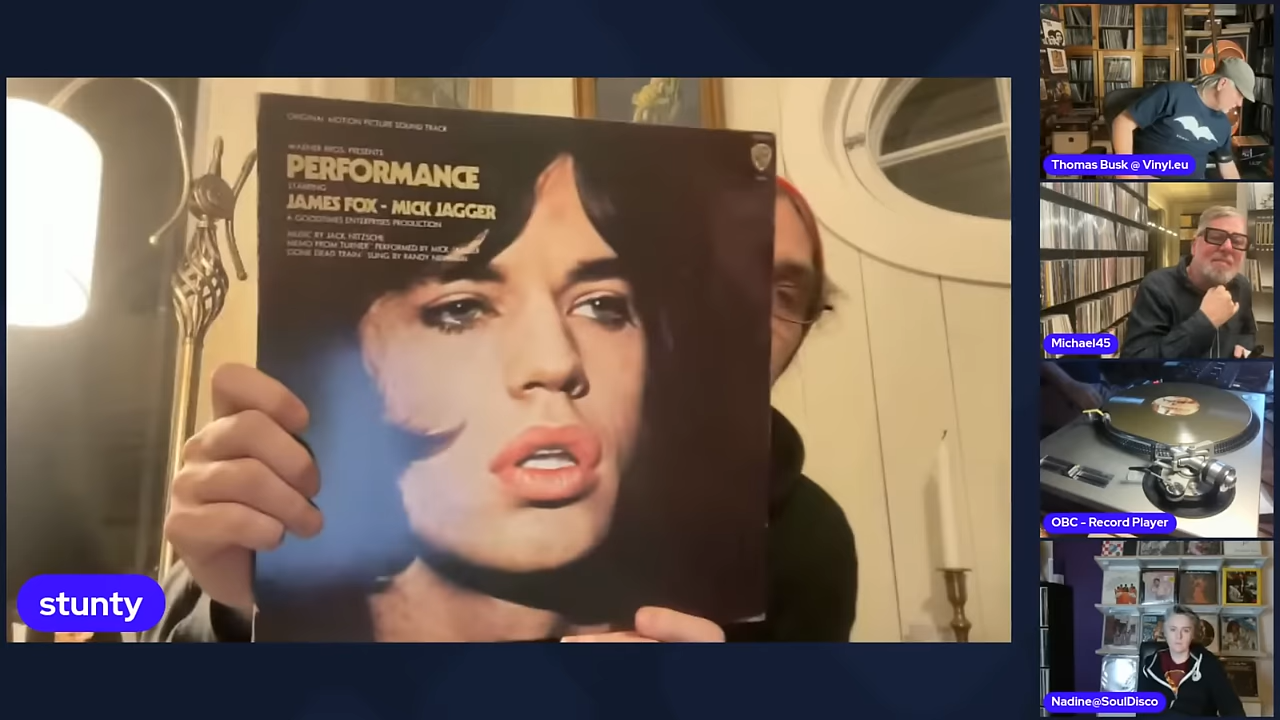 ORIGINAL MOTION PICTURE SOUND TRACK
WARNER BROS. PRESENTS
PERFORMANCE
STARRING
JAMES FOX - MICK JAGGER
A GOODTIMES ENTERPRISES PRODUCTION
MUSIC BY JACK NITZSCHE
MEMO FROM TURNER" PERFORMED BY MICK
GONE DEAD TRAIN" SUNG BY RANDY
stunty
Thomas Busk @ Vinyl.eu
Michael45
OBC - Record Player
Nadine@SoulDisco